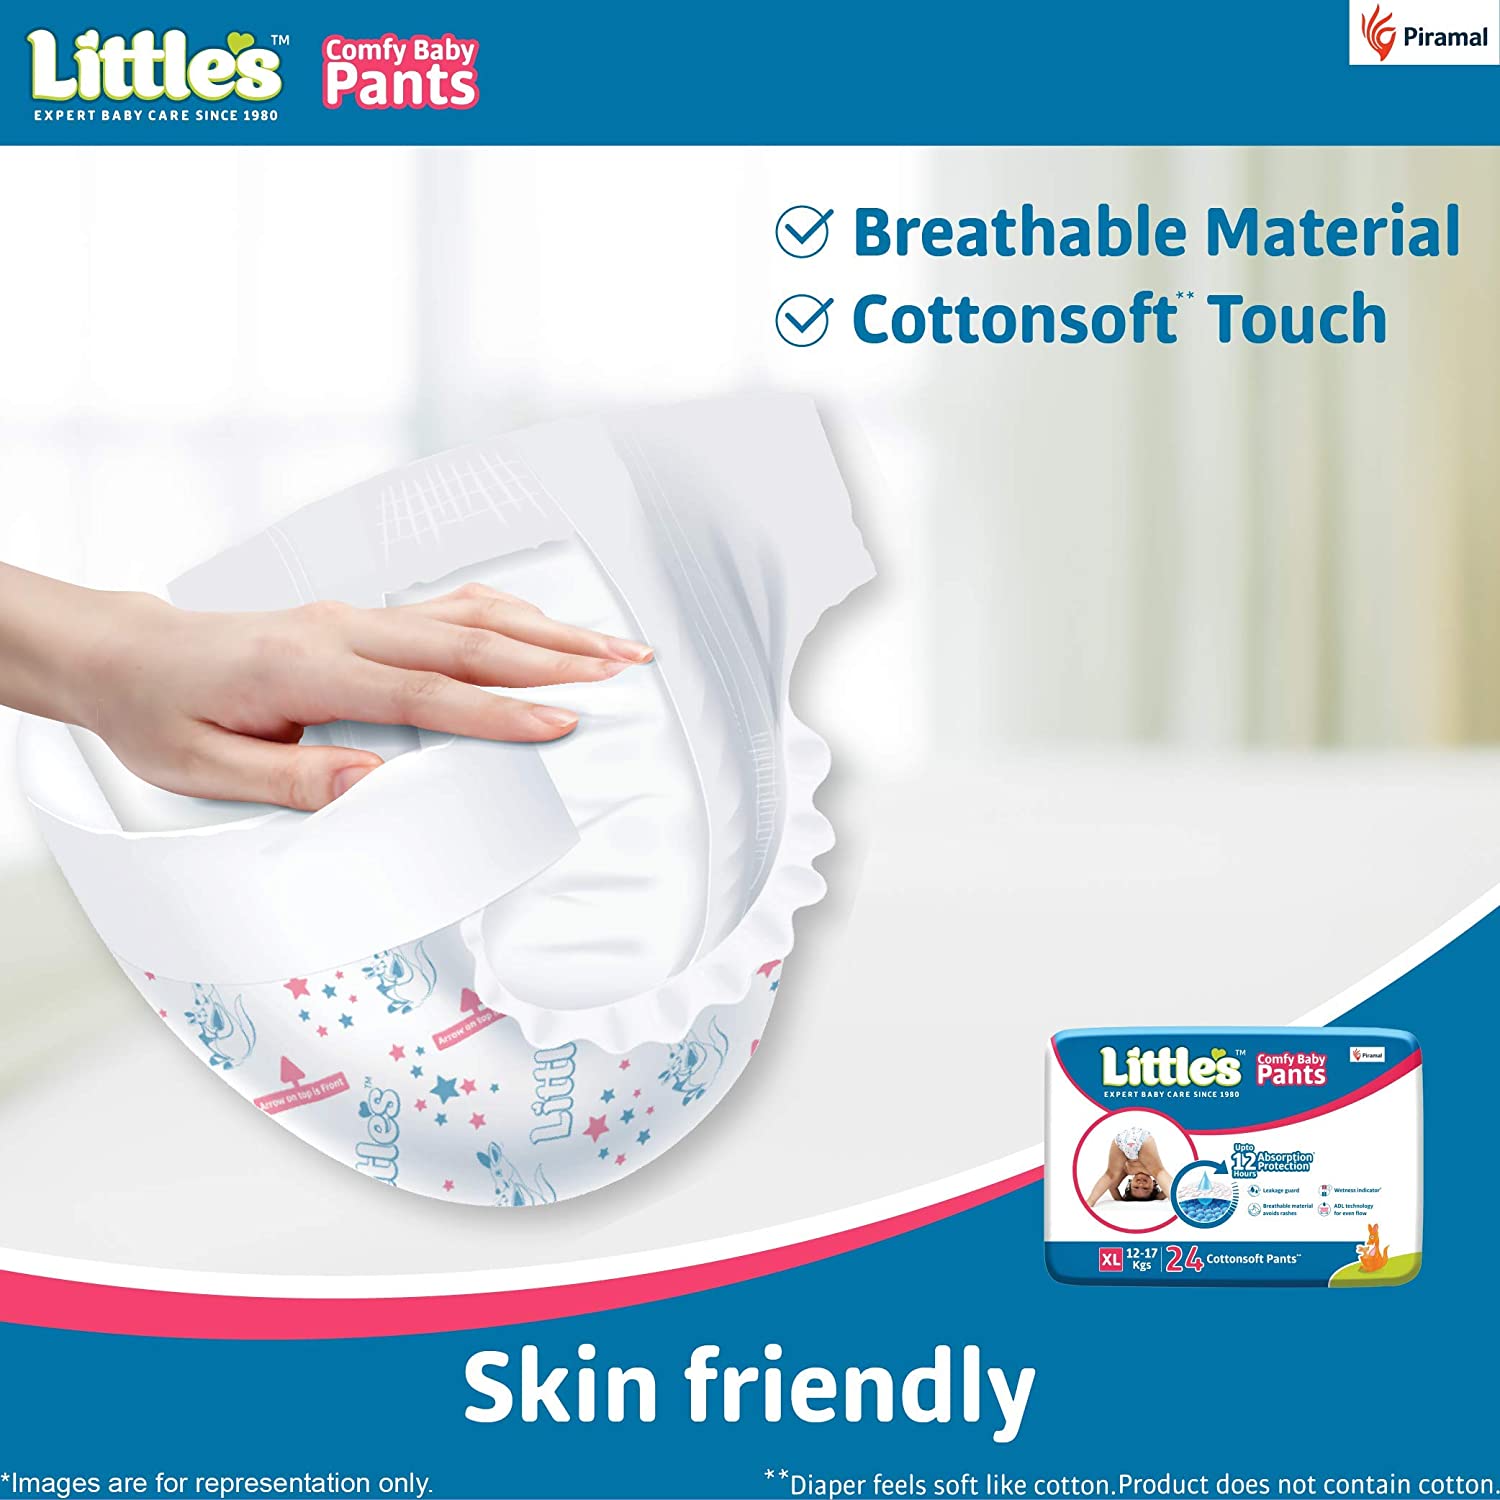 Little's™
EXPERT BABY CARE SINCE 1980
Comfy Baby
Pants
Piramal
Breathable Material
Cottonsoft** Touch
Arrow on top is Front
Arrow on top
Little's™
Littl
Little's™
EXPERT BABY CARE SINCE 1980
Comfy Baby
Pants
Piramal
Upto
12
Hours
Absorption
Protection
Leakage guard
Wetness indicator
Breathable material
avoids rashes
ADL technology
for even flow
XL
12-17
Kgs
24 Cottonsoft Pants**
Skin friendly
*Images are for representation only.
**Diaper feels soft like cotton.Product does not contain cotton.